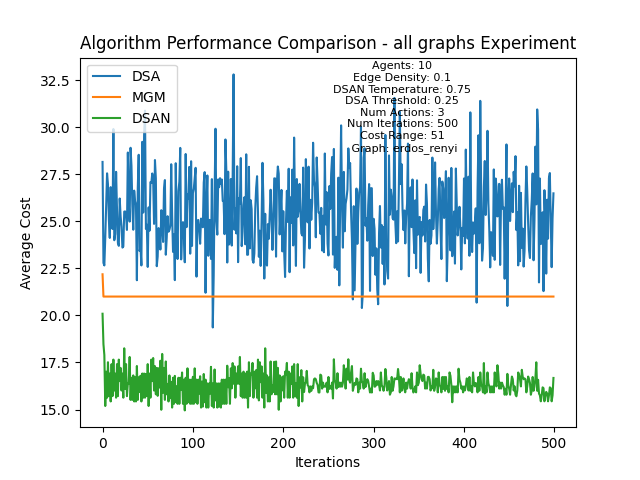 Algorithm Performance Comparison - all graphs Experiment
DSA
MGM
DSAN
Agents: 10
Edge Density: 0.1
DSAN Temperature: 0.75
DSA Threshold: 0.25
Num Actions: 3
Num Iterations: 500
Cost Range: 51
Graph: erdos_renyi
Average Cost
32.5
30.0
27.5
25.0
22.5
20.0
17.5
15.0
0
100
200
300
400
500
Iterations